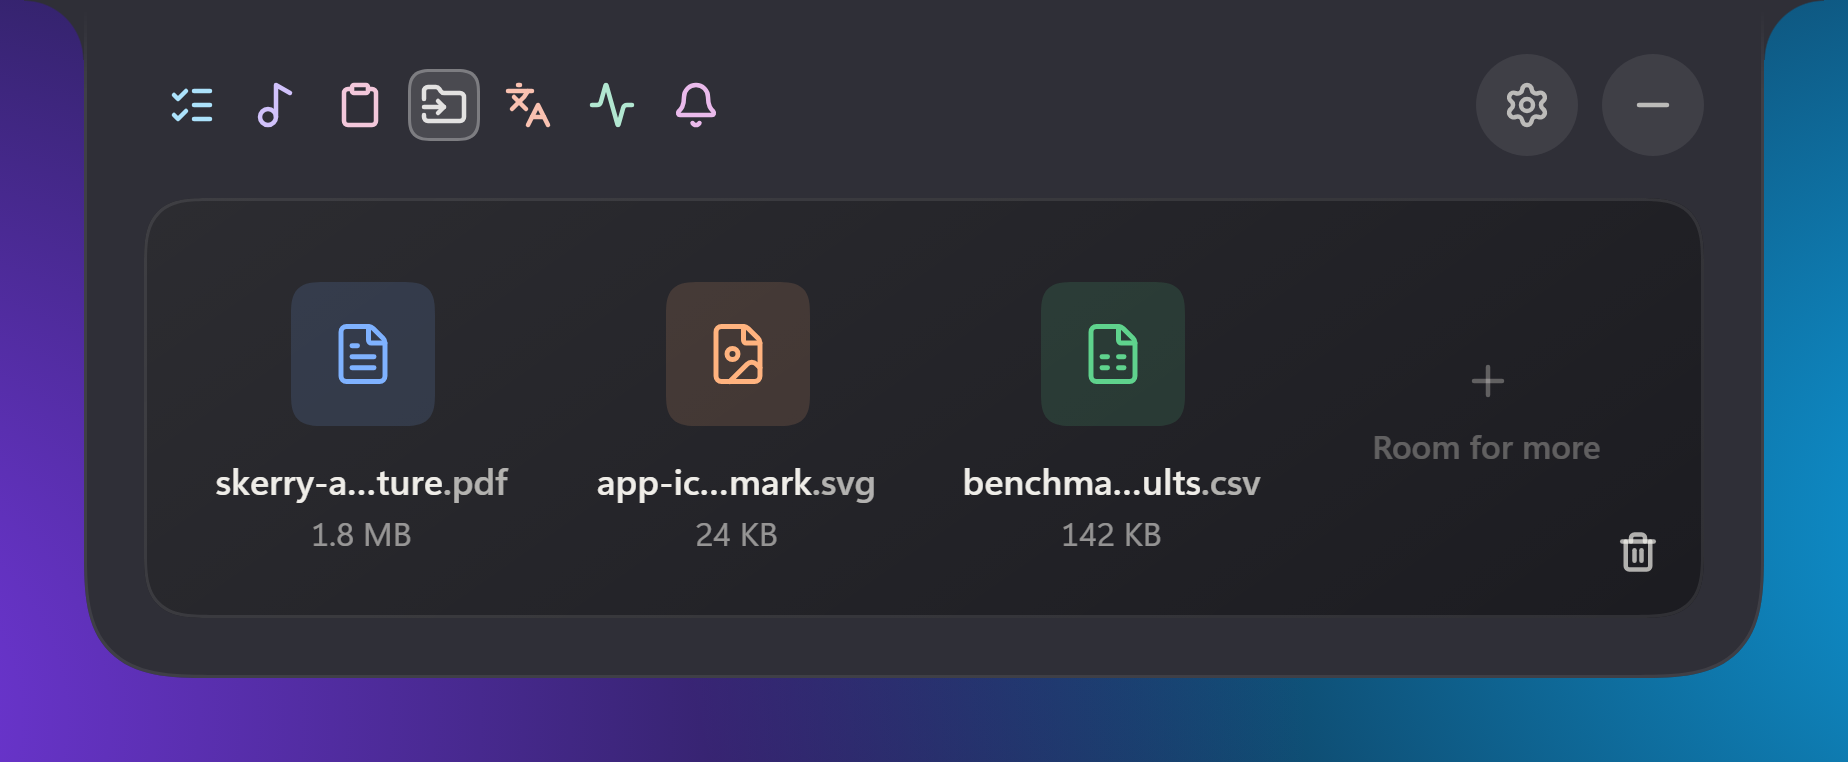 skerry-a...ture.pdf
1.8 MB
app-ic...mark.svg
24 KB
benchma...ults.csv
142 KB
Room for more